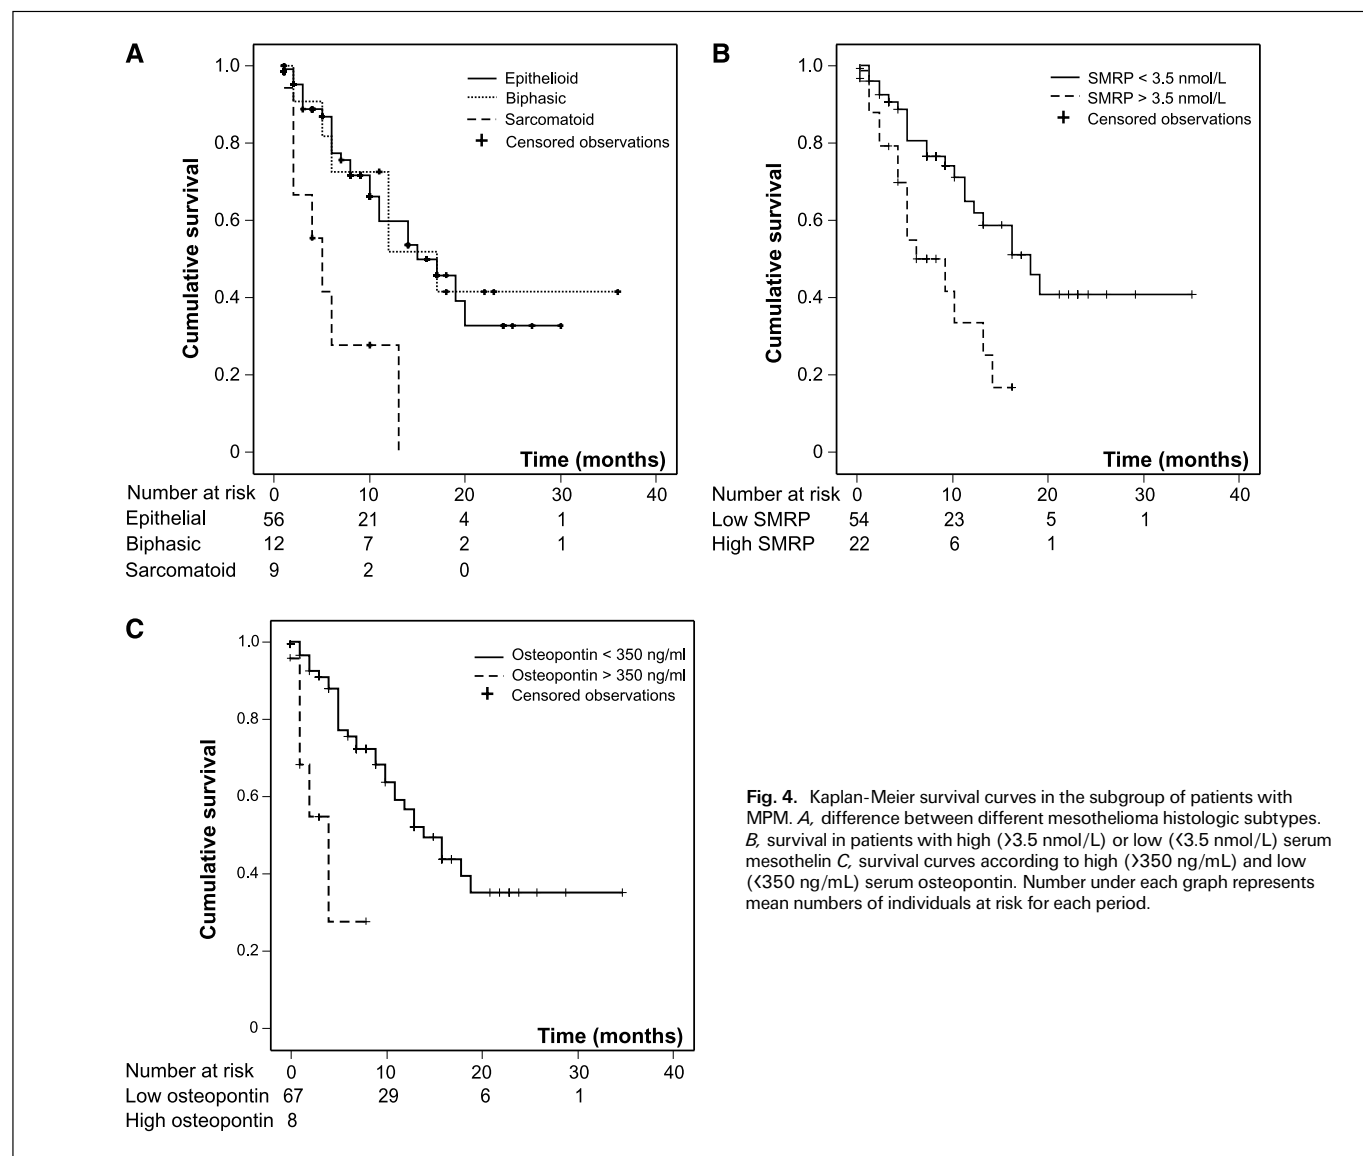 A
1.0
0.8
0.6
0.4
0.2
0
Cumulative survival
Epithelioid
Biphasic
Sarcomatoid
Censored observations
Time (months)
Number at risk 0 10 20 30 40
Epithelial 56 21 4 1
Biphasic 12 7 2 1
Sarcomatoid 9 2 0
B
1.0
0.8
0.6
0.4
0.2
0
Cumulative survival
SMRP < 3.5 nmol/L
SMRP > 3.5 nmol/L
Censored observations
Time (months)
Number at risk 0 10 20 30 40
Low SMRP 54 23 5 1
High SMRP 22 6 1
C
1.0
0.8
0.6
0.4
0.2
0
Cumulative survival
Osteopontin < 350 ng/ml
Osteopontin > 350 ng/ml
Censored observations
Time (months)
Number at risk 0 10 20 30 40
Low osteopontin 67 29 6 1
High osteopontin 8
Fig. 4. Kaplan-Meier survival curves in the subgroup of patients with
MPM. A, difference between different mesothelioma histologic subtypes.
B, survival in patients with high (>3.5 nmol/L) or low (<3.5 nmol/L) serum
mesothelin C, survival curves according to high (>350 ng/mL) and low
(<350 ng/mL) serum osteopontin. Number under each graph represents
mean numbers of individuals at risk for each period.